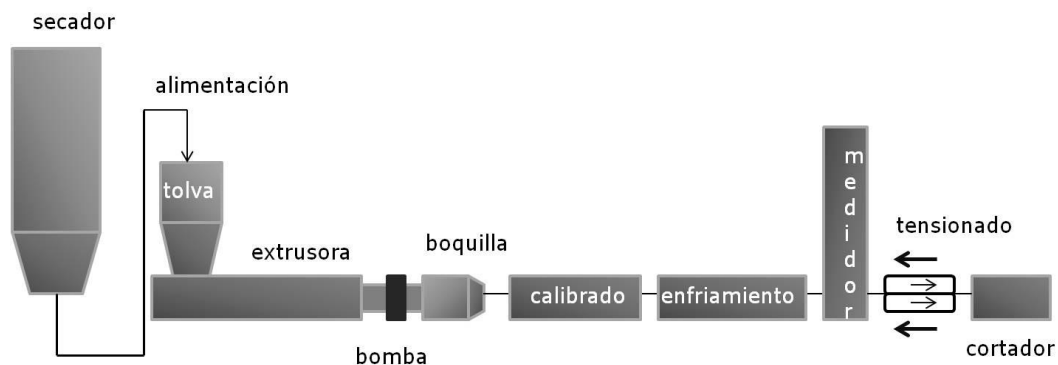 secador
alimentación
tolva
extrusora
bomba
boquilla
calibrado
enfriamiento
medidor
tensionado
cortador